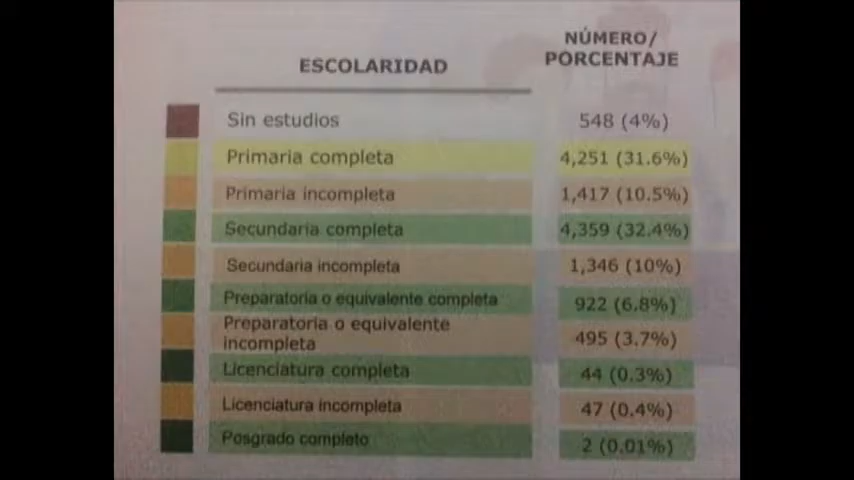 ESCOLARIDAD
NÚMERO/
PORCENTAJE
Sin estudios 548 (4%)
Primaria completa 4,251 (31.6%)
Primaria incompleta 1,417 (10.5%)
Secundaria completa 4,359 (32.4%)
Secundaria incompleta 1,346 (10%)
Preparatoria o equivalente completa 922 (6.8%)
Preparatoria o equivalente
incompleta 495 (3.7%)
Licenciatura completa 44 (0.3%)
Licenciatura incompleta 47 (0.4%)
Posgrado completo 2 (0.01%)